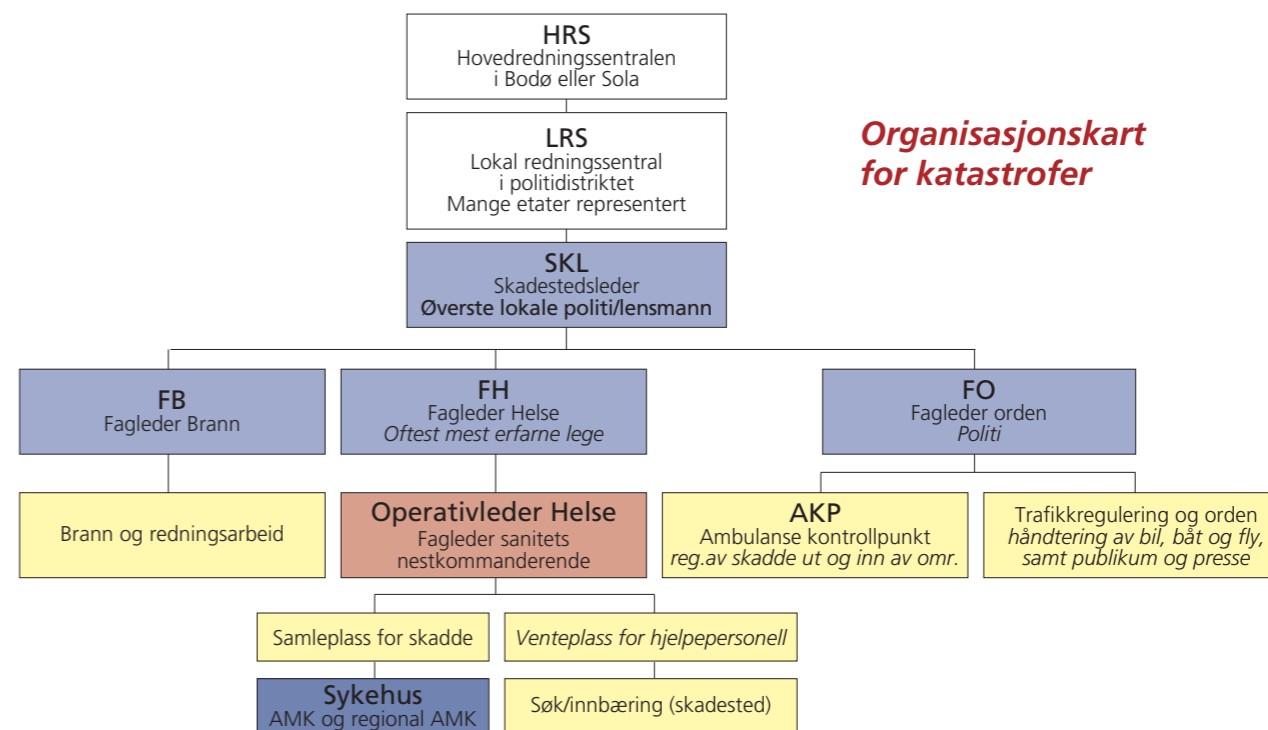 HRS
Hovedredningssentralen
i Bodø eller Sola
Organisasjonskart
for katastrofer
LRS
Lokal redningssentral
i politidistriktet
Mange etater representert
SKL
Skadestedsleder
Øverste lokale politi/lensmann
FB
Fagleder Brann
FH
Fagleder Helse
Oftest mest erfarne lege
FO
Fagleder orden
Politi
Brann og redningsarbeid
Operativleder Helse
Fagleder sanitets
nestkommanderende
AKP
Ambulanse kontrollpunkt
reg.av skadde ut og inn av omr.
Trafikkregulering og orden
håndtering av bil, båt og fly,
samt publikum og presse
Samleplass for skadde
Venteplass for hjelpepersonell
Sykehus
AMK og regional AMK
Søk/innbæring (skadested)